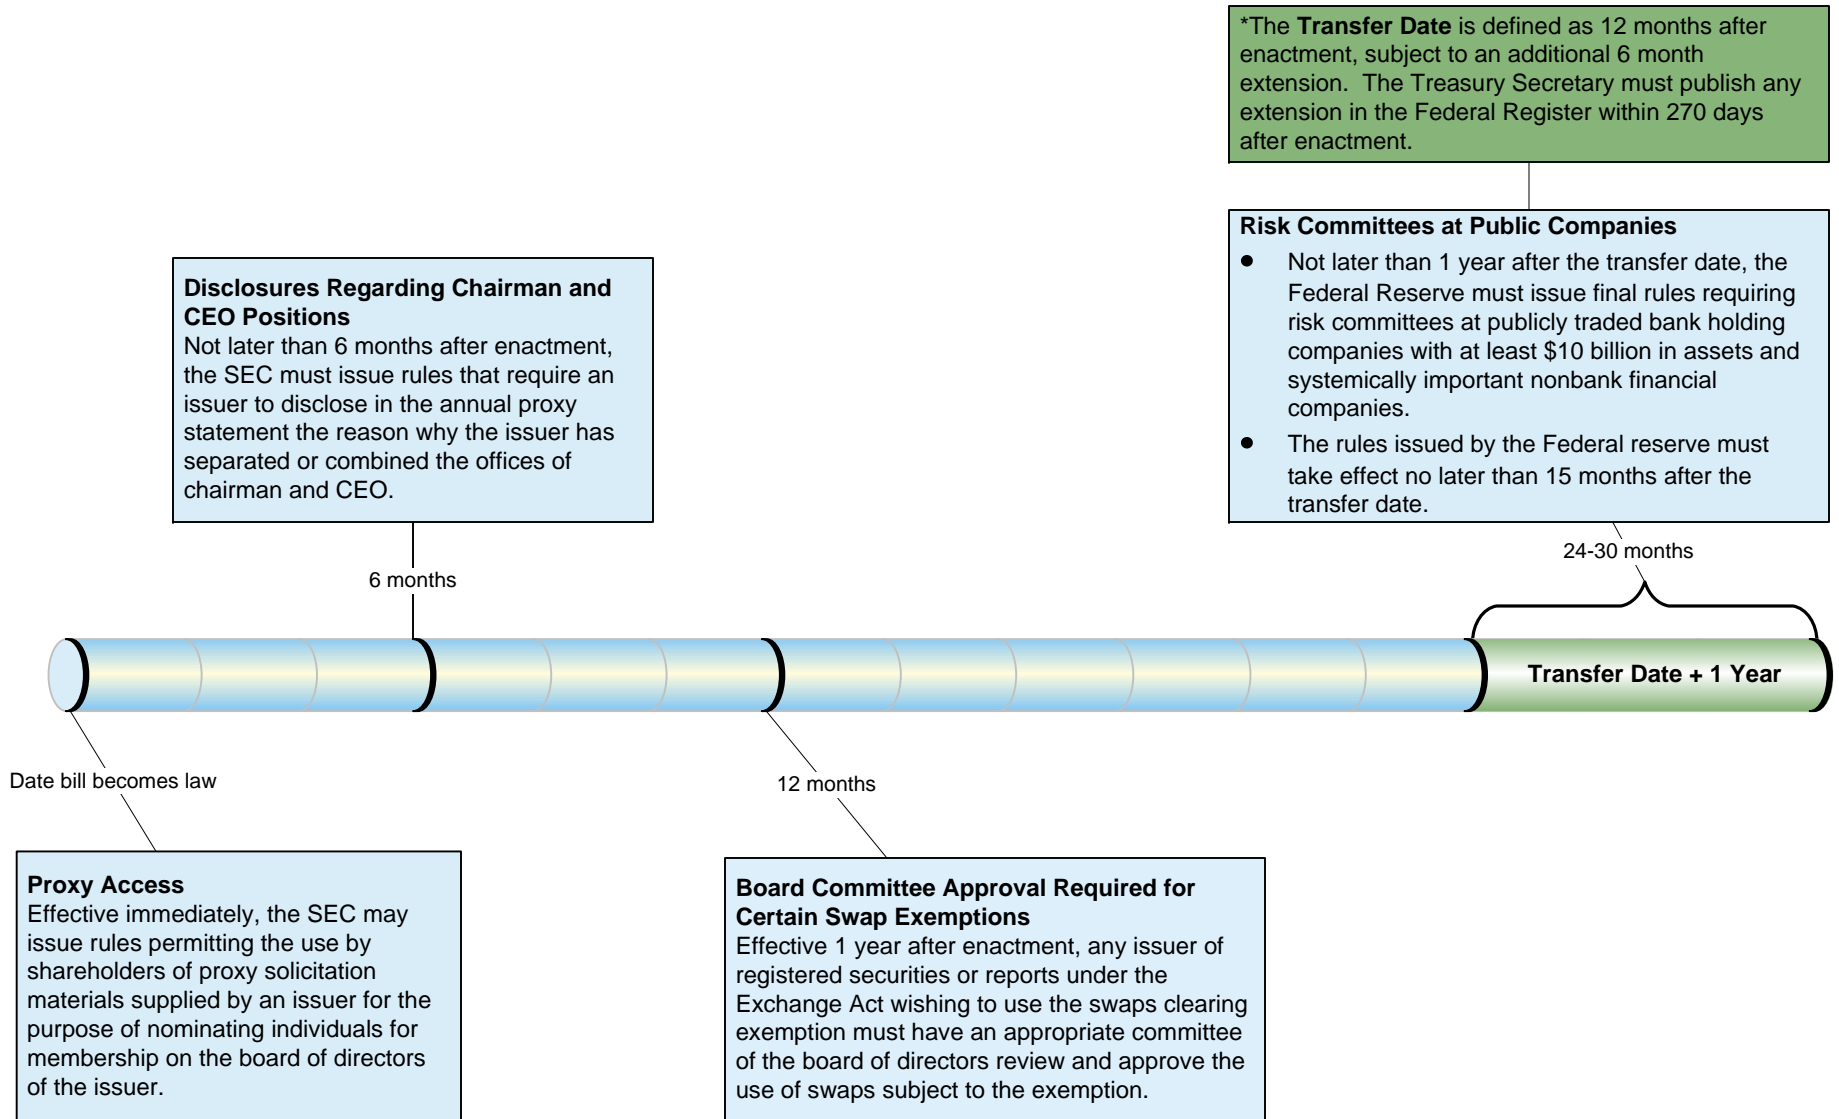 *The Transfer Date is defined as 12 months after
enactment, subject to an additional 6 month
extension.  The Treasury Secretary must publish any
extension in the Federal Register within 270 days
after enactment.
Risk Committees at Public Companies
● Not later than 1 year after the transfer date, the
Federal Reserve must issue final rules requiring
risk committees at publicly traded bank holding
companies with at least $10 billion in assets and
systemically important nonbank financial
companies.
● The rules issued by the Federal reserve must
take effect no later than 15 months after the
transfer date.
Disclosures Regarding Chairman and
CEO Positions
Not later than 6 months after enactment,
the SEC must issue rules that require an
issuer to disclose in the annual proxy
statement the reason why the issuer has
separated or combined the offices of
chairman and CEO.
24-30 months
6 months
Transfer Date + 1 Year
Date bill becomes law
12 months
Proxy Access
Effective immediately, the SEC may
issue rules permitting the use by
shareholders of proxy solicitation
materials supplied by an issuer for the
purpose of nominating individuals for
membership on the board of directors
of the issuer.
Board Committee Approval Required for
Certain Swap Exemptions
Effective 1 year after enactment, any issuer of
registered securities or reports under the
Exchange Act wishing to use the swaps clearing
exemption must have an appropriate committee
of the board of directors review and approve the
use of swaps subject to the exemption.